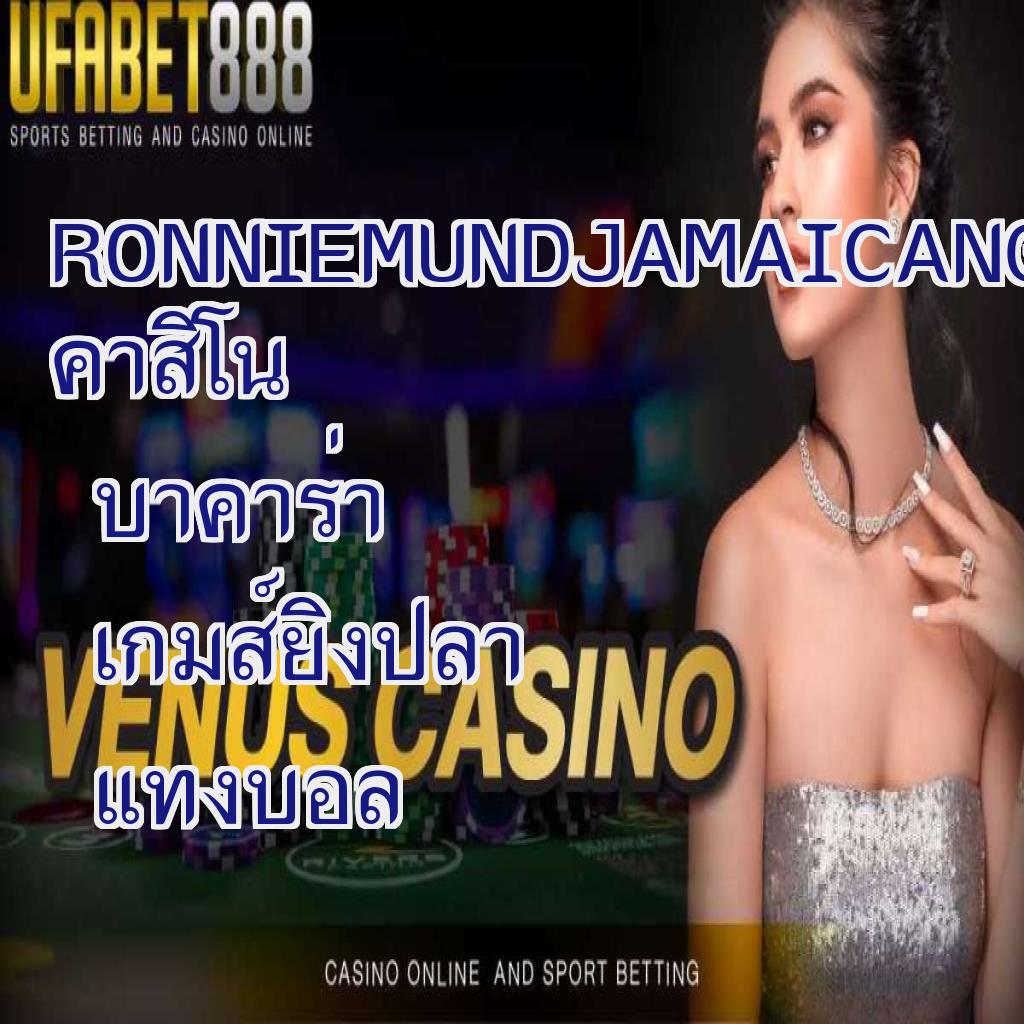 UFABET888
SPORTS BETTING AND CASINO ONLINE
RONNIEMUNDJAMAICAN
คาสิโน
บาคาร่า
เกมส์ยิงปลา
VENUS CASINO
แทงบอล
CASINO ONLINE AND SPORT BETTING